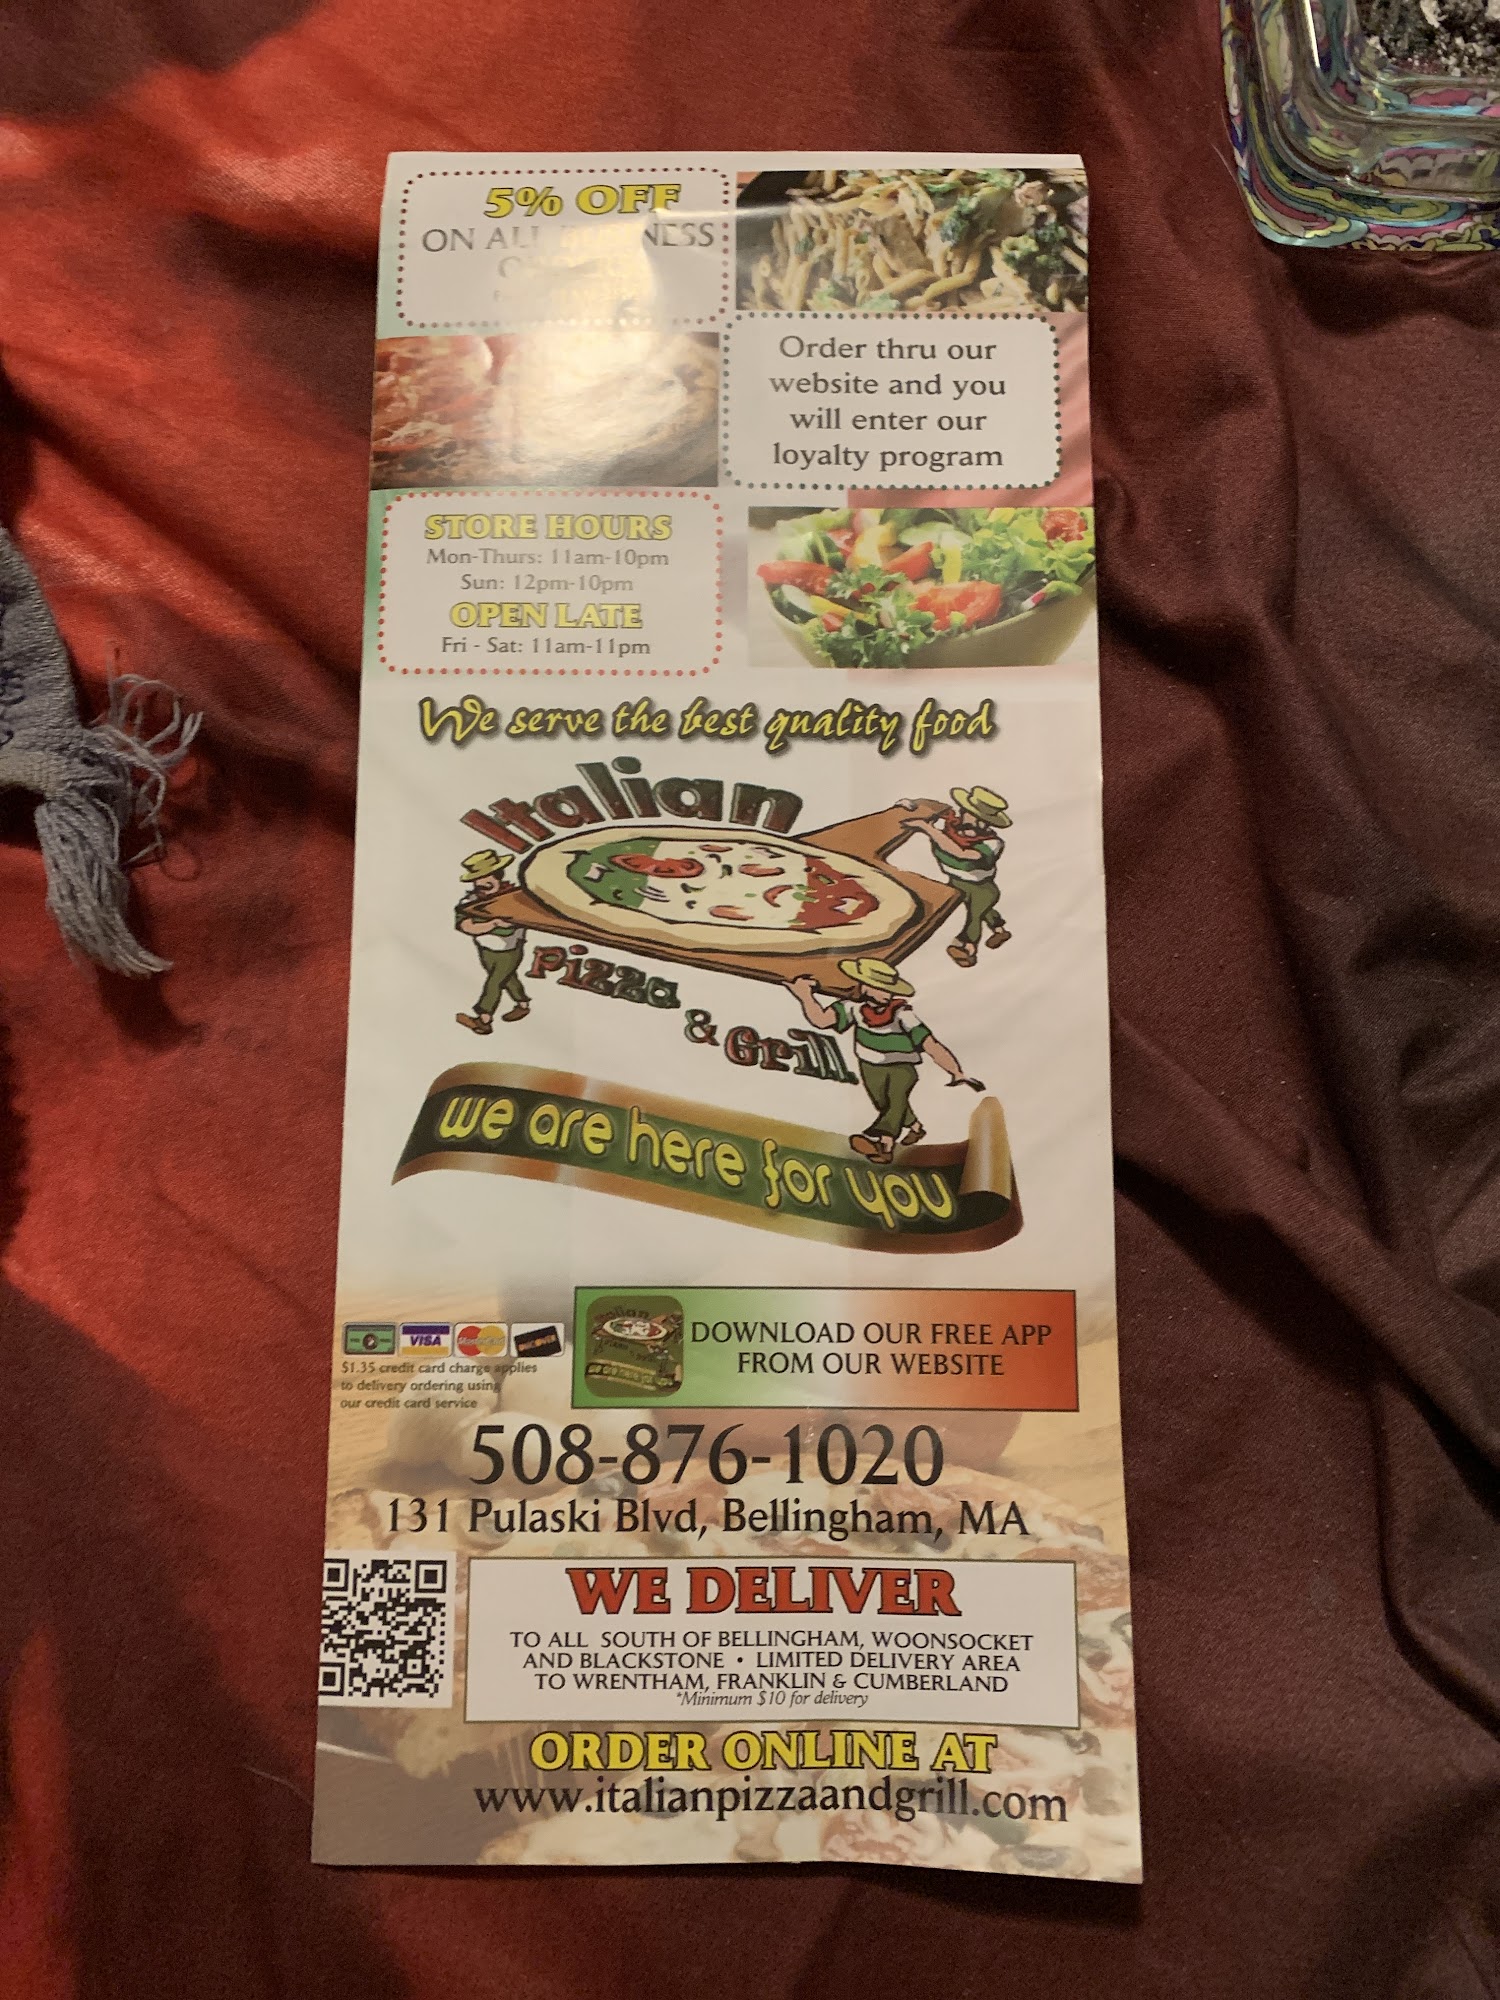 5% OFF
ON ALL BUSINESS
Order thru our
website and you
will enter our
loyalty program
STORE HOURS
Mon-Thurs: 11am-10pm
Sun: 12pm-10pm
OPEN LATE
Fri - Sat: 11am-11pm
We serve the best quality food
Italian
Pizza
& Grill
we are here for you
VISA
MasterCard
DISCOVER
$1.35 credit card charge applies
to delivery ordering using
our credit card service
DOWNLOAD OUR FREE APP
FROM OUR WEBSITE
508-876-1020
131 Pulaski Blvd, Bellingham, MA
WE DELIVER
TO ALL SOUTH OF BELLINGHAM, WOONSOCKET
AND BLACKSTONE • LIMITED DELIVERY AREA
TO WRENTHAM, FRANKLIN & CUMBERLAND
*Minimum $10 for delivery
ORDER ONLINE AT
www.italianpizzaandgrill.com